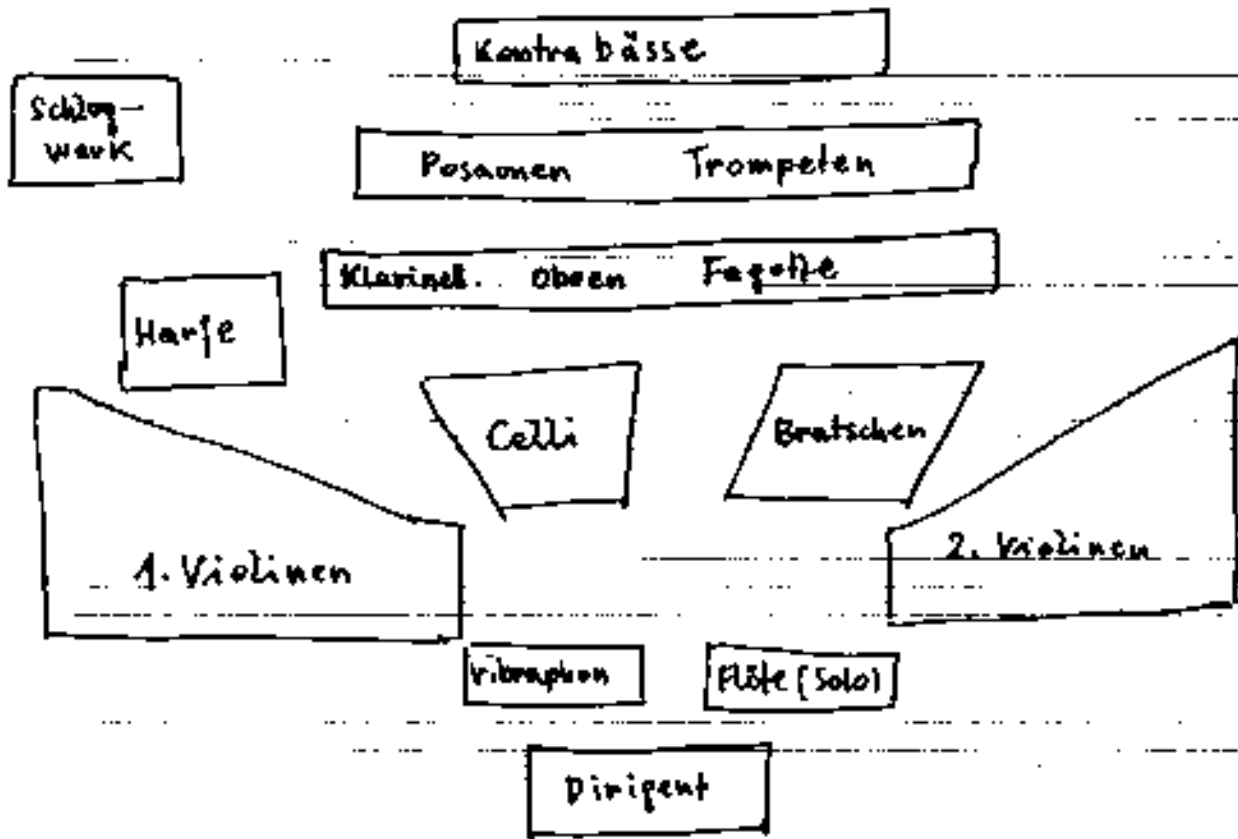 Kontrabässe
Schlag-
werk
Posaunen Trompeten
Klarinett. Oboen Fagotte
Harfe
Celli Bratschen
1. Violinen 2. Violinen
Vibraphon Flöte (Solo)
Dirigent